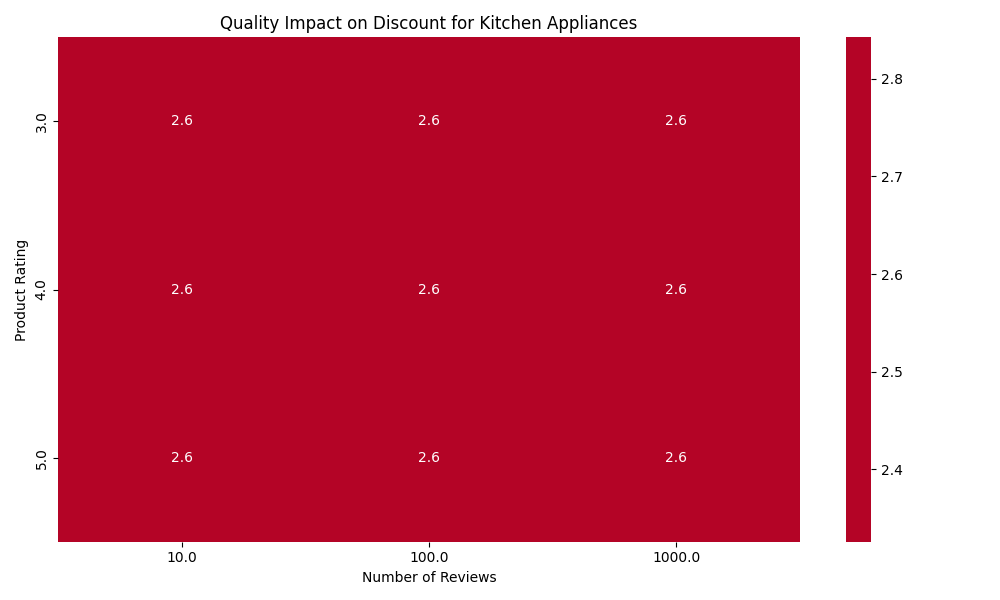 Quality Impact on Discount for Kitchen Appliances
Product Rating
3.0
2.6 2.6 2.6
4.0
2.6 2.6 2.6
5.0
2.6 2.6 2.6
10.0 100.0 1000.0
Number of Reviews
2.8
2.7
2.6
2.5
2.4